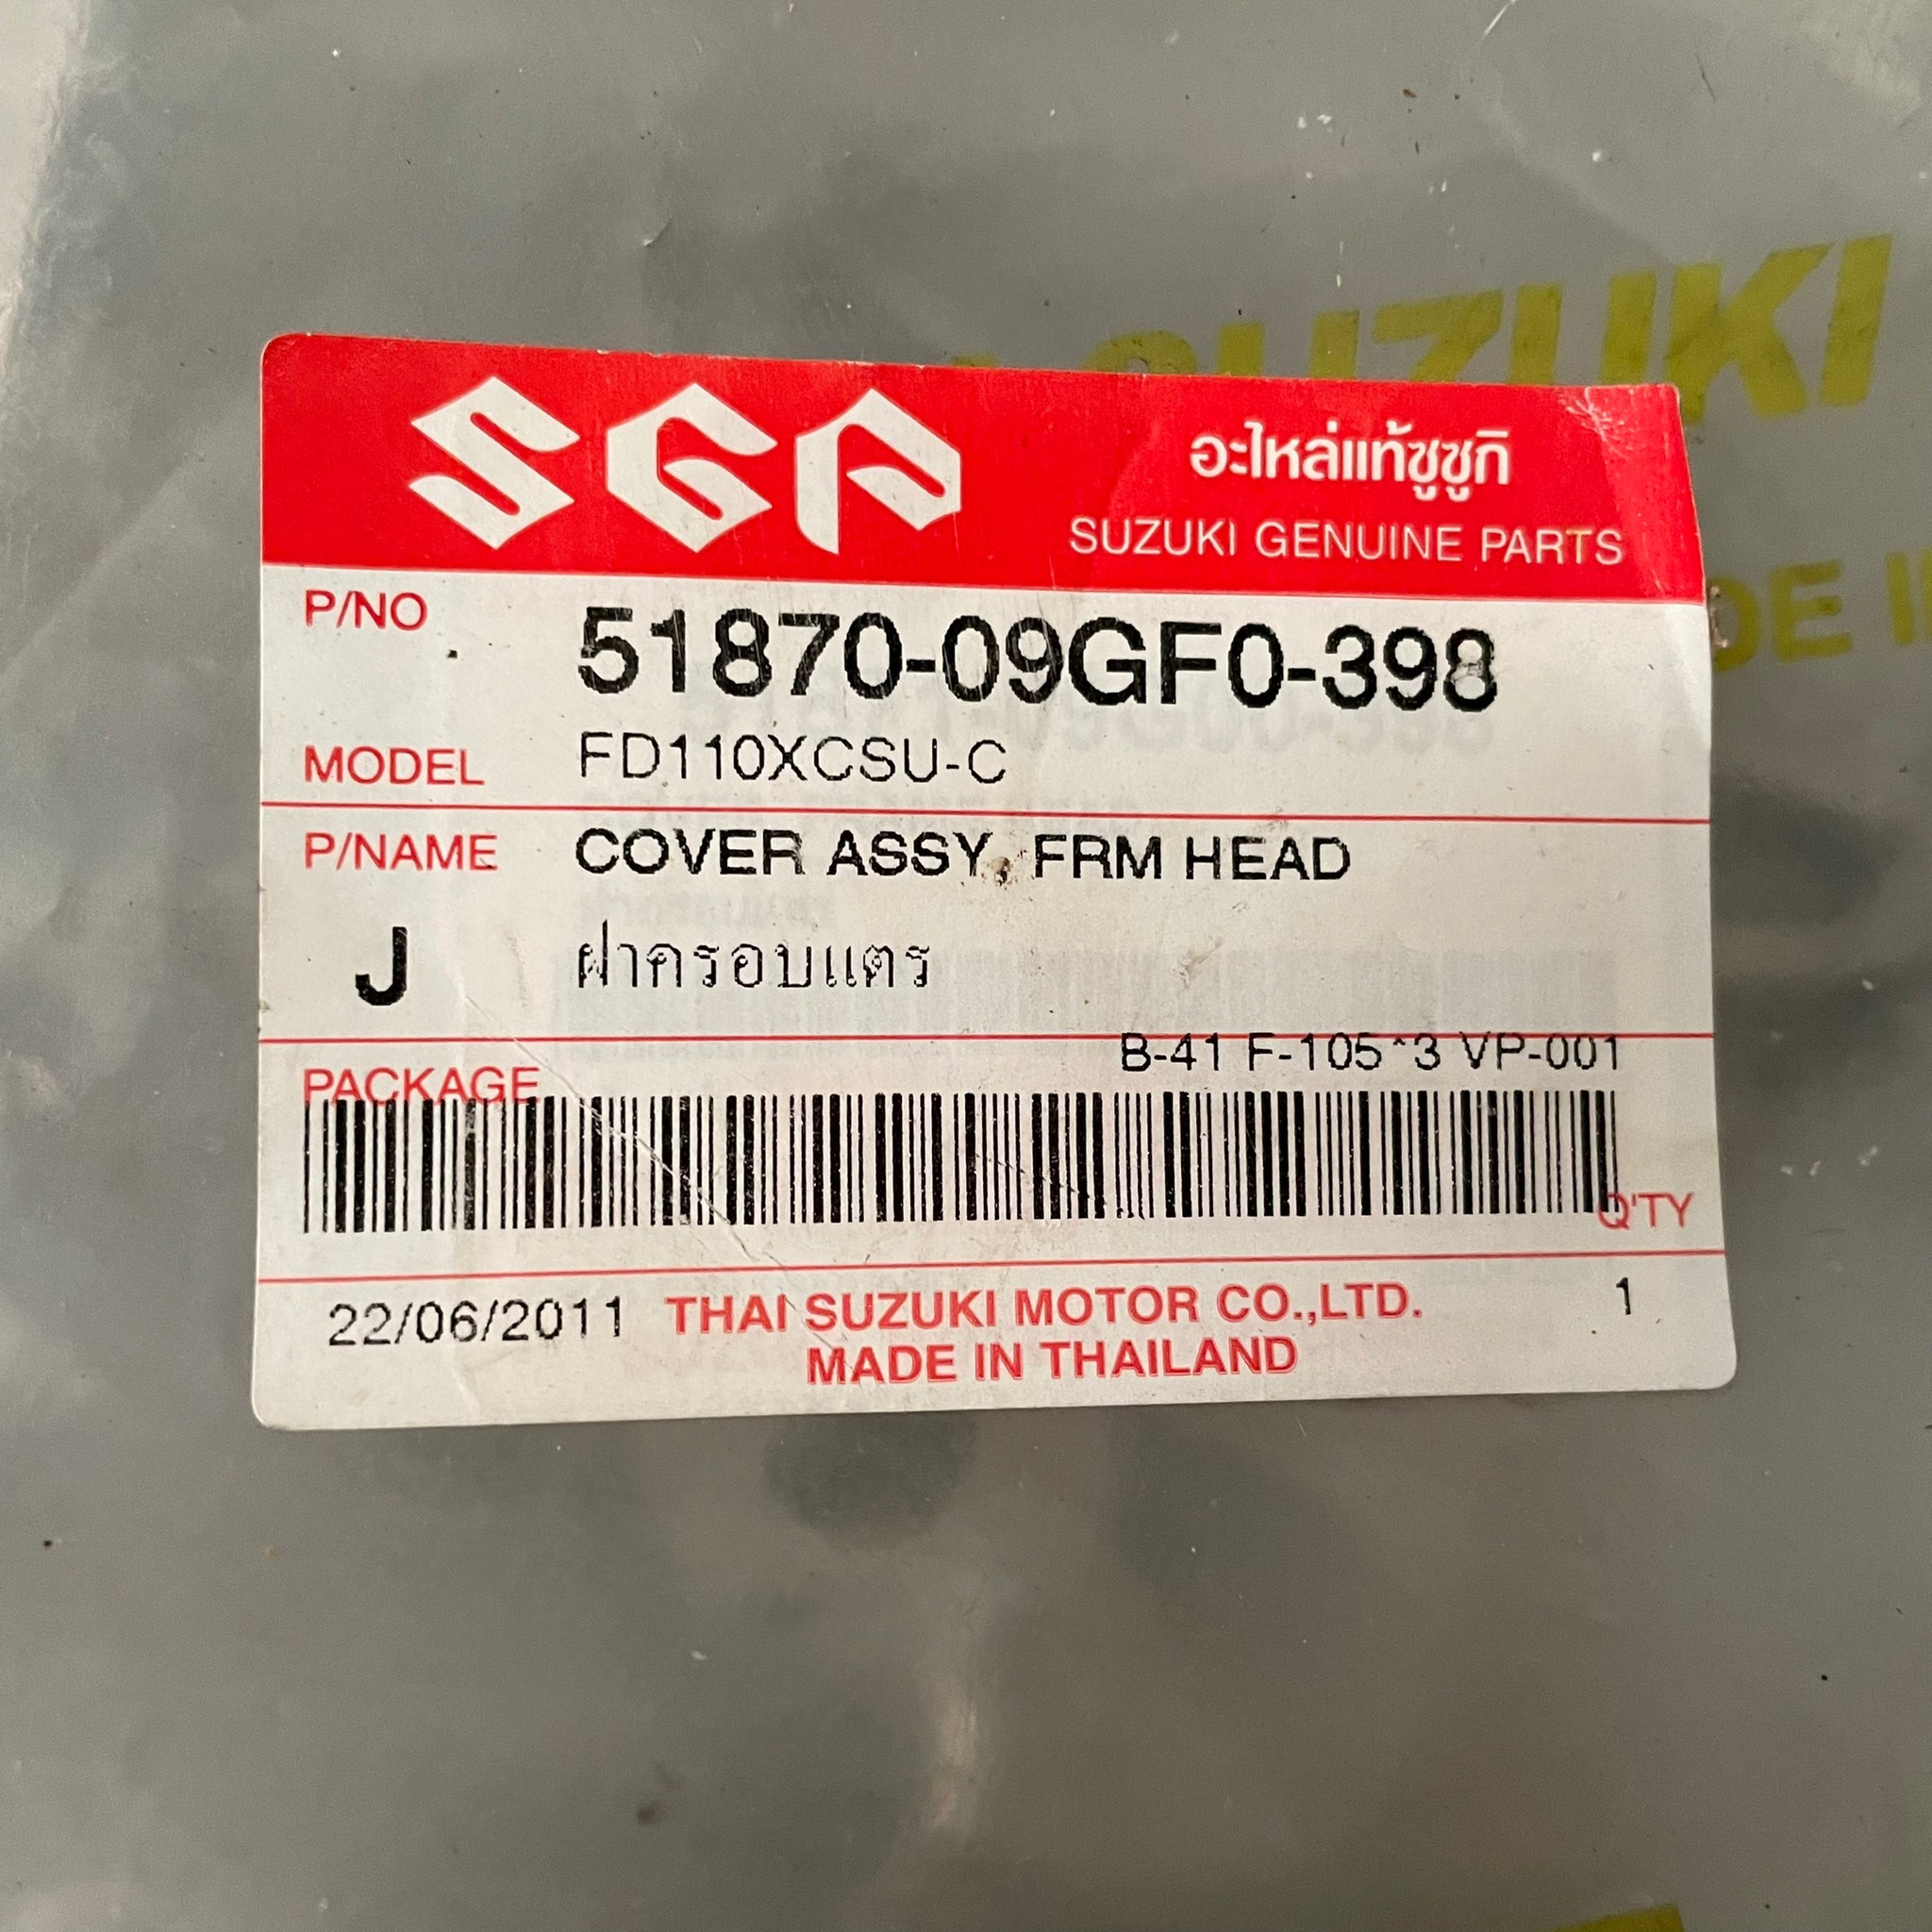 SUZUKI
SGP
อะไหล่แท้ซูซูกิ
SUZUKI GENUINE PARTS
P/NO 51870-09GF0-398
MODEL FD110XCSU-C
P/NAME COVER ASSY, FRM HEAD
J ฝาครอบแตร
B-41 F-105^3 VP-001
PACKAGE
Q'TY
22/06/2011 THAI SUZUKI MOTOR CO.,LTD. 1
MADE IN THAILAND